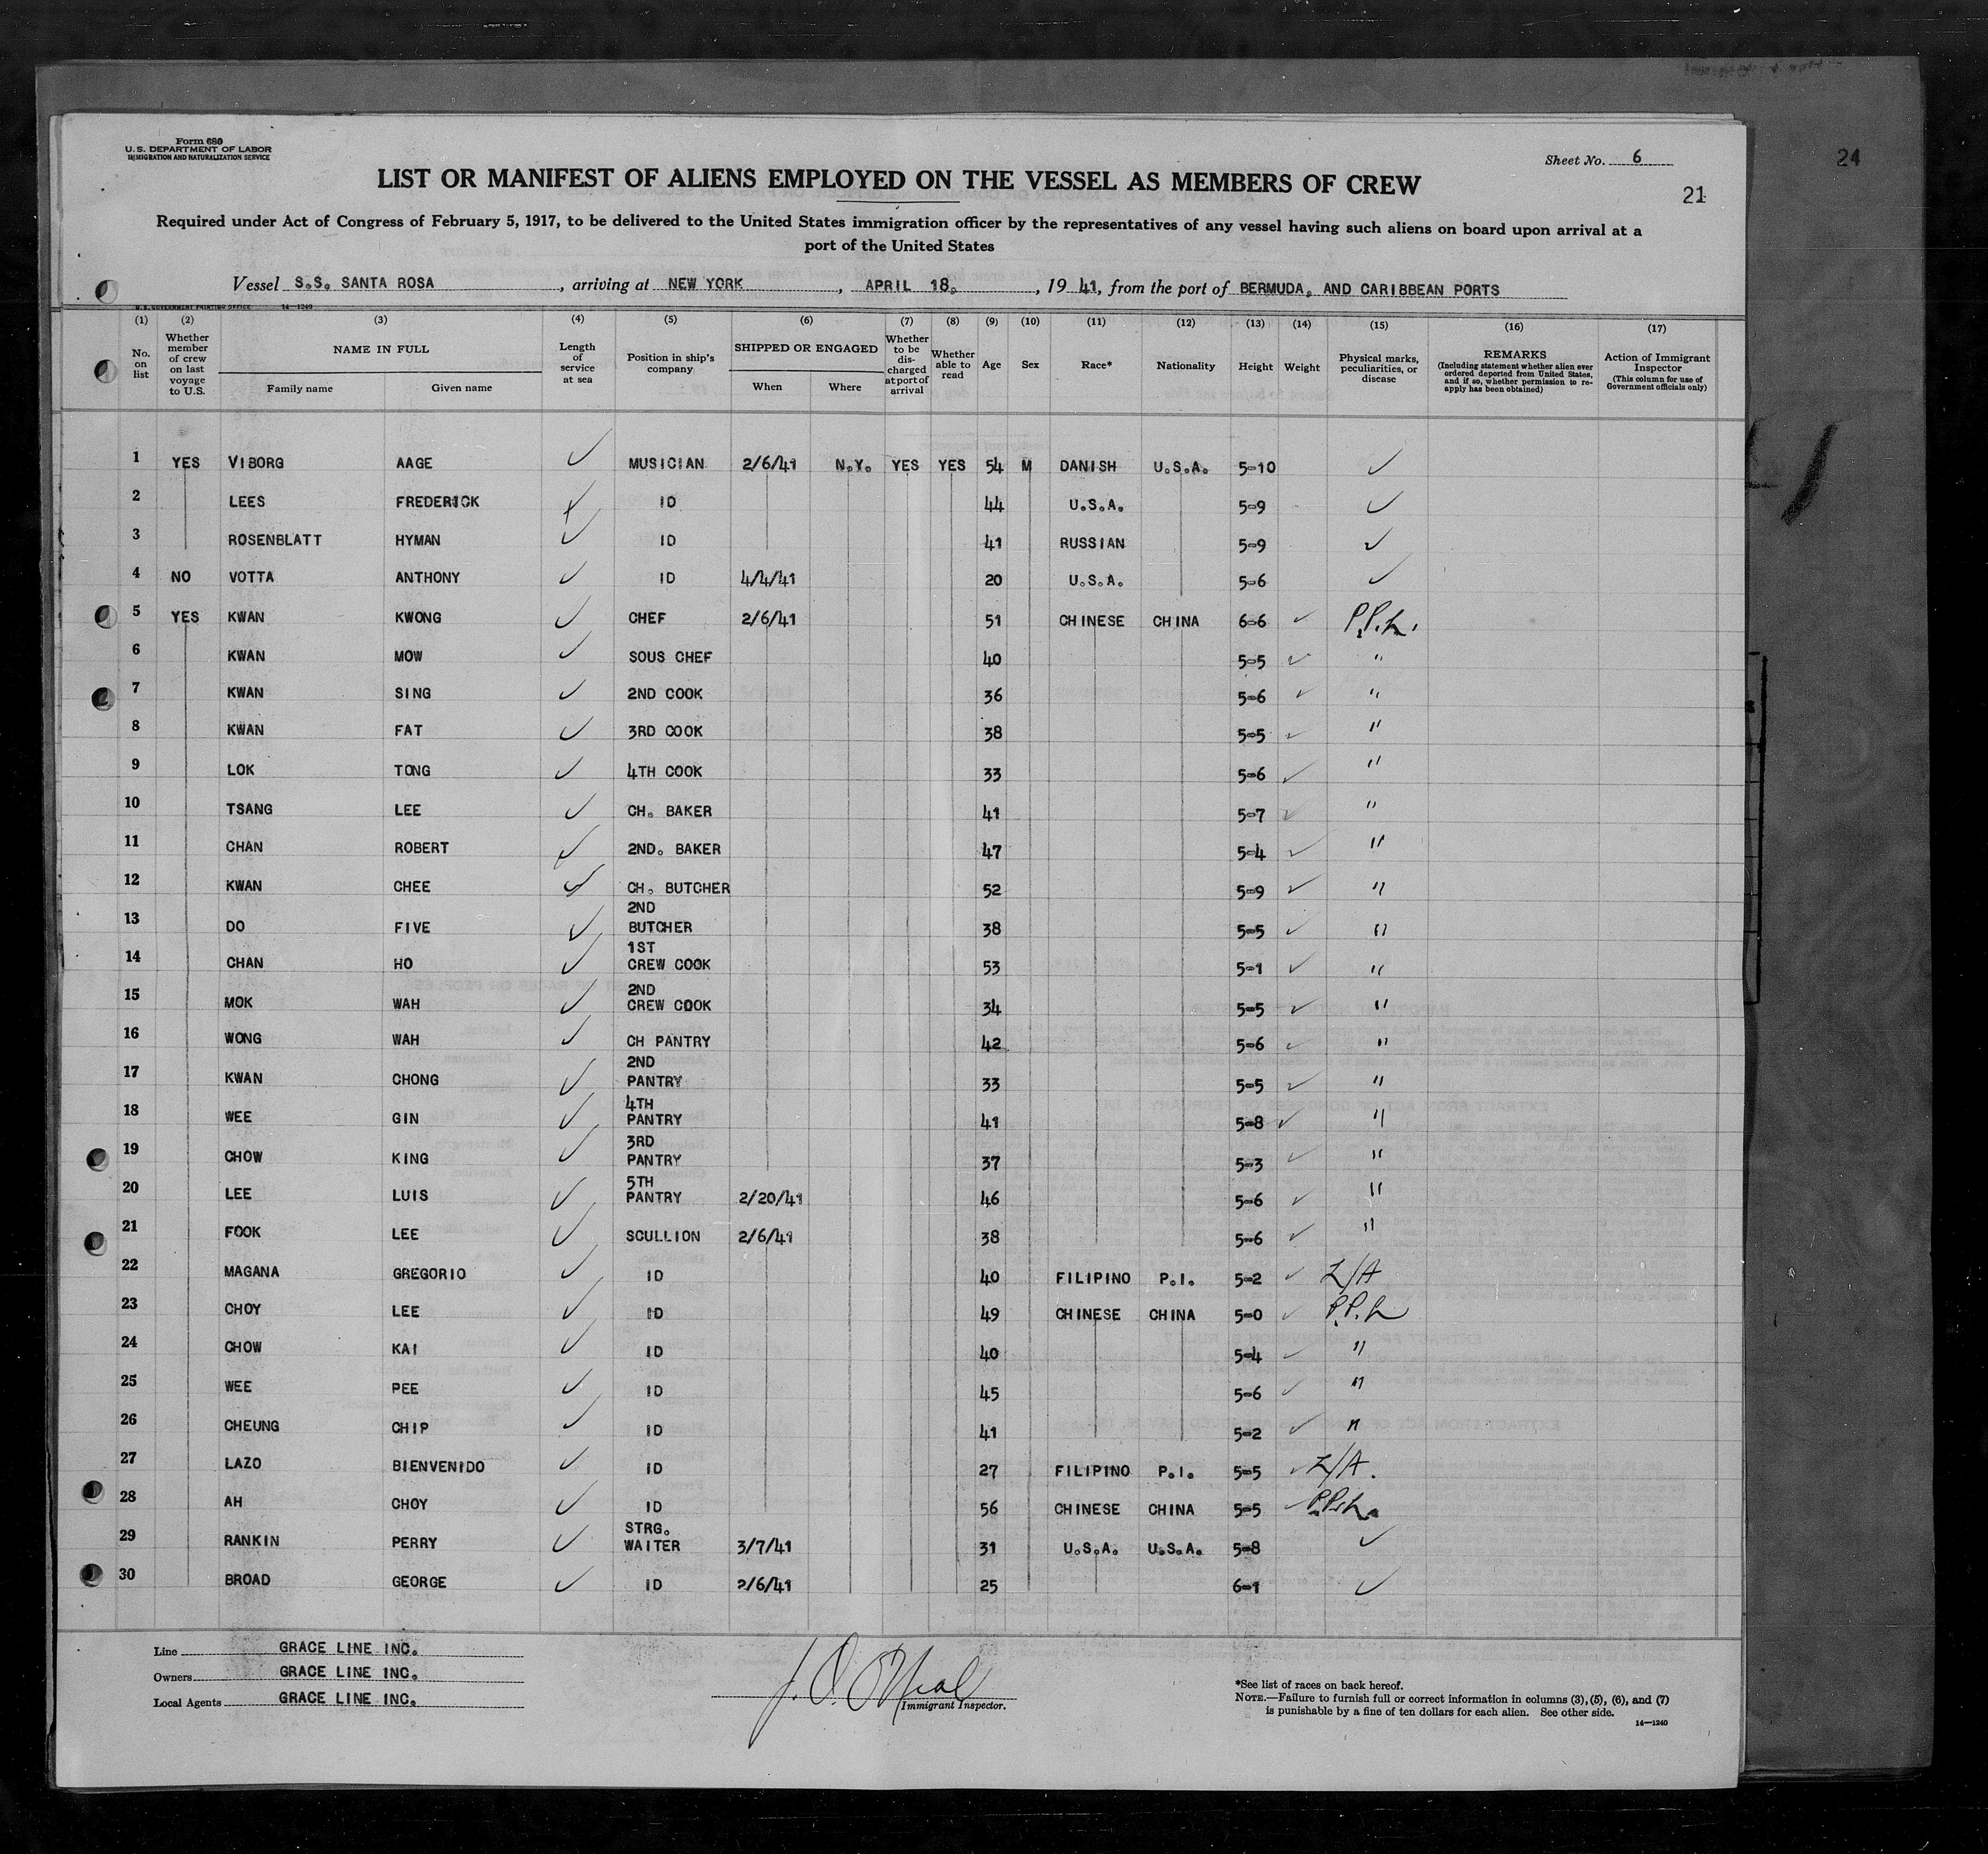 Form 680
U.S. DEPARTMENT OF LABOR
IMMIGRATION AND NATURALIZATION SERVICE
Sheet No. 6
24
21
LIST OR MANIFEST OF ALIENS EMPLOYED ON THE VESSEL AS MEMBERS OF CREW
Required under Act of Congress of February 5, 1917, to be delivered to the United States immigration officer by the representatives of any vessel having such aliens on board upon arrival at a
port of the United States
Vessel S.S. SANTA ROSA, arriving at NEW YORK, APRIL 18, 1941, from the port of BERMUDA, AND CARIBBEAN PORTS
U.S. GOVERNMENT PRINTING OFFICE 14—1240
(1) (2) (3) (4) (5) (6) (7) (8) (9) (10) (11) (12) (13) (14) (15) (16) (17)
No. on list
Whether member of crew on last voyage to U.S.
NAME IN FULL
Family name
Given name
Length of service at sea
Position in ship's company
SHIPPED OR ENGAGED
When
Where
Whether to be discharged at port of arrival
Whether able to read
Age
Sex
Race*
Nationality
Height
Weight
Physical marks, peculiarities, or disease
REMARKS
(Including statement whether alien ever ordered deported from United States, and if so, whether permission to reapply has been obtained)
Action of Immigrant Inspector
(This column for use of Government officials only)
1 YES VIBORG AAGE ✓ MUSICIAN 2/6/41 N.Y. YES YES 54 M DANISH U.S.A. 5-10 ✓
2 LEES FREDERICK ✓ ID 44 U.S.A. 5-9 ✓
3 ROSENBLATT HYMAN ✓ ID 41 RUSSIAN 5-9 ✓
4 NO VOTTA ANTHONY ✓ ID 4/4/41 20 U.S.A. 5-6 ✓
5 YES KWAN KWONG ✓ CHEF 2/6/41 51 CHINESE CHINA 6-6 ✓ P.P.h.
6 KWAN MOW ✓ SOUS CHEF 40 5-5 ✓ "
7 KWAN SING ✓ 2ND COOK 36 5-6 ✓ "
8 KWAN FAT ✓ 3RD COOK 38 5-5 ✓ "
9 LOK TONG ✓ 4TH COOK 33 5-6 ✓ "
10 TSANG LEE ✓ CH. BAKER 41 5-7 ✓ "
11 CHAN ROBERT ✓ 2ND. BAKER 47 5-4 ✓ "
12 KWAN CHEE ✓ CH. BUTCHER 52 5-9 ✓ "
13 DO FIVE ✓ 2ND BUTCHER 38 5-5 ✓ "
14 CHAN HO ✓ 1ST CREW COOK 53 5-1 ✓ "
15 MOK WAH ✓ 2ND CREW COOK 34 5-5 ✓ "
16 WONG WAH ✓ CH PANTRY 42 5-6 ✓ "
17 KWAN CHONG ✓ 2ND PANTRY 33 5-5 ✓ "
18 WEE GIN ✓ 4TH PANTRY 41 5-8 ✓ "
19 CHOW KING ✓ 3RD PANTRY 37 5-3 ✓ "
20 LEE LUIS ✓ 5TH PANTRY 2/20/41 46 5-6 ✓ "
21 FOOK LEE ✓ SCULLION 2/6/41 38 5-6 ✓ "
22 MAGANA GREGORIO ✓ ID 40 FILIPINO P.I. 5-2 ✓ L/A
23 CHOY LEE ✓ ID 49 CHINESE CHINA 5-0 ✓ P.P.h
24 CHOW KAI ✓ ID 40 5-4 ✓ "
25 WEE PEE ✓ ID 45 5-6 ✓ "
26 CHEUNG CHIP ✓ ID 41 5-2 ✓ "
27 LAZO BIENVENIDO ✓ ID 27 FILIPINO P.I. 5-5 ✓ L/A.
28 AH CHOY ✓ ID 56 CHINESE CHINA 5-5 ✓ P.P.h.
29 RANKIN PERRY ✓ STRG. WAITER 3/7/41 31 U.S.A. U.S.A. 5-8 ✓
30 BROAD GEORGE ✓ ID 2/6/41 25 6-1 ✓
Line GRACE LINE INC.
Owners GRACE LINE INC.
Local Agents GRACE LINE INC.
J. O. O'Neal
Immigrant Inspector.
*See list of races on back hereof.
NOTE.—Failure to furnish full or correct information in columns (3), (5), (6), and (7)
is punishable by a fine of ten dollars for each alien. See other side.
14—1240